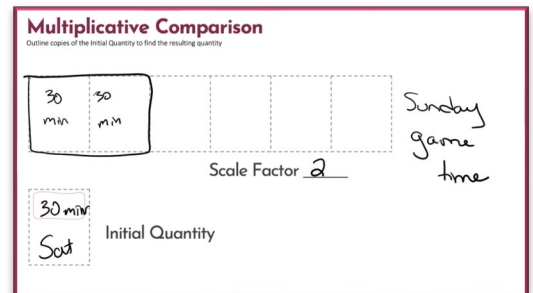 Multiplicative Comparison
Outline copies of the Initial Quantity to find the resulting quantity
30 30
min min
Sunday
game
time
Scale Factor 2
30 min
Sat
Initial Quantity